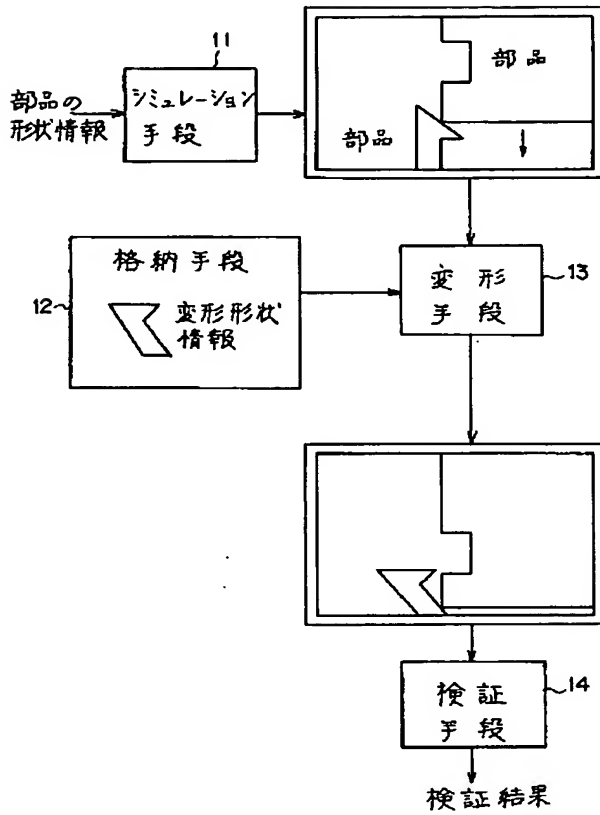 11
部品の
形状情報
シミュレーション
手段
部品
部品
12
格納手段
変形形状
情報
変形
手段
13
検証
手段
14
検証結果